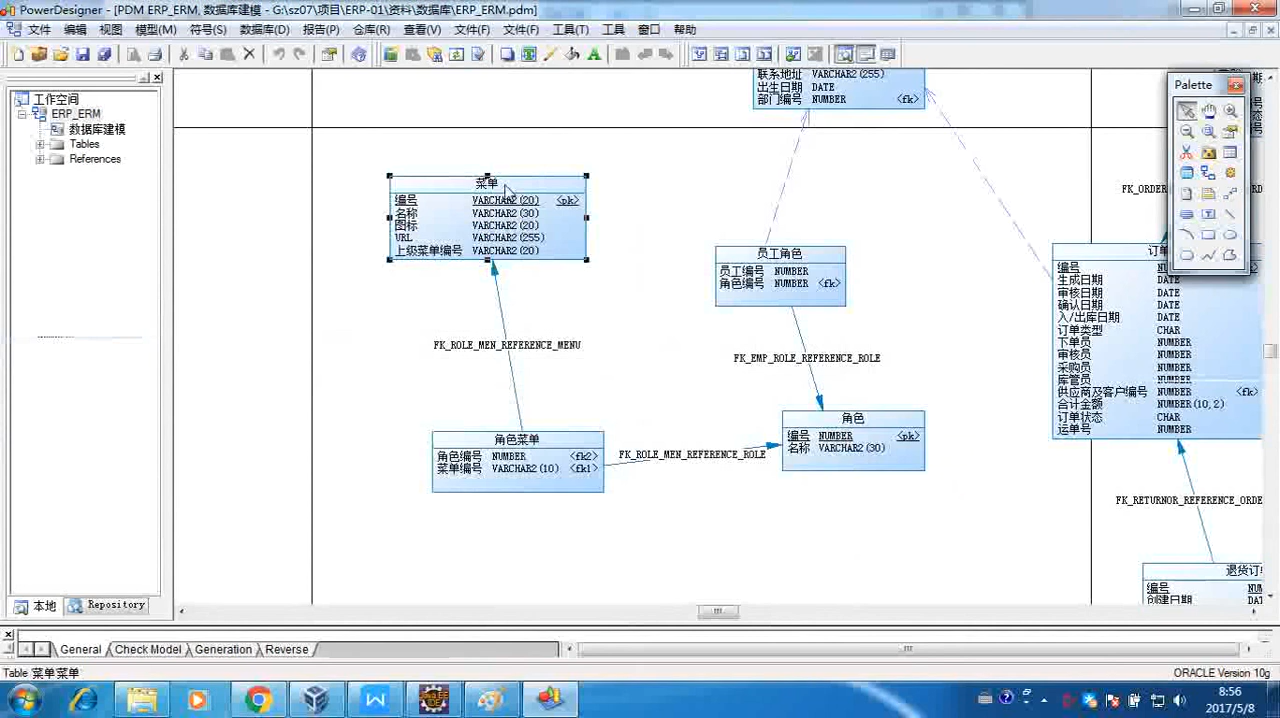 PowerDesigner - [PDM ERP_ERM, 数据库建模 - G:\sz07\项目\ERP-01\资料\数据库\ERP_ERM.pdm]
文件 编辑 视图 模型(M) 符号(S) 数据库(D) 报告(P) 仓库(R) 查看(V) 文件(F) 文件(F) 工具(T) 工具 窗口 帮助
工作空间
ERP_ERM
数据库建模
Tables
References
本地 Repository
联系地址 VARCHAR2(255)
出生日期 DATE
部门编号 NUMBER <fk>
Palette
菜单
编号 VARCHAR2(20) <pk>
名称 VARCHAR2(30)
图标 VARCHAR2(20)
URL VARCHAR2(255)
上级菜单编号 VARCHAR2(20)
FK_ROLE_MEN_REFERENCE_MENU
员工角色
员工编号 NUMBER
角色编号 NUMBER <fk>
FK_EMP_ROLE_REFERENCE_ROLE
角色菜单
角色编号 NUMBER <fk2>
菜单编号 VARCHAR2(10) <fk1>
FK_ROLE_MEN_REFERENCE_ROLE
角色
编号 NUMBER <pk>
名称 VARCHAR2(30)
FK_ORDER
订单
编号
生成日期 DATE
审核日期 DATE
确认日期 DATE
入/出库日期 DATE
订单类型 CHAR
下单员 NUMBER
审核员 NUMBER
采购员 NUMBER
库管员 NUMBER
供应商及客户编号 NUMBER <fk>
合计金额 NUMBER(10,2)
订单状态 CHAR
运单号 NUMBER
FK_RETURNOR_REFERENCE_ORDE
退货订
编号
创建日期
General Check Model Generation Reverse
Table 菜单菜单
ORACLE Version 10g
8:56
2017/5/8